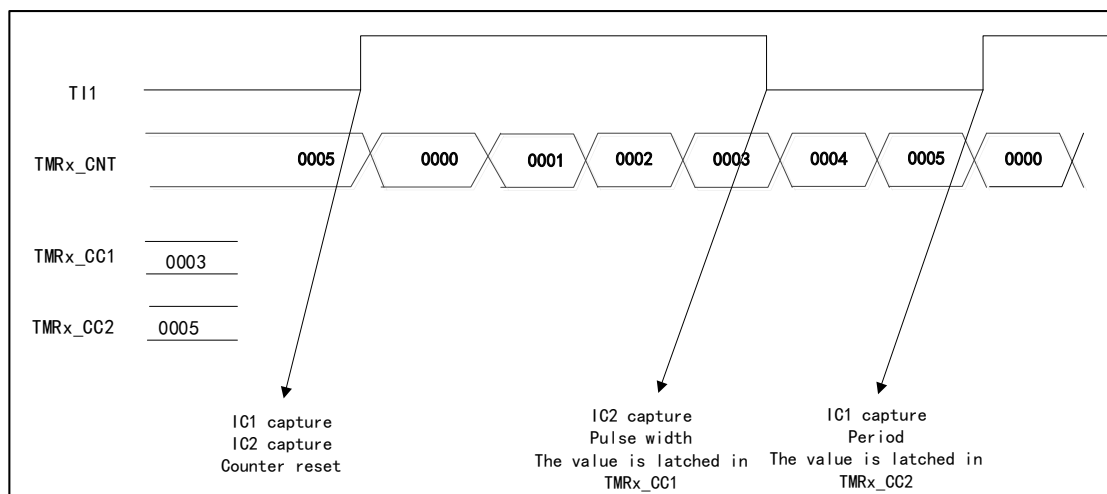 TI1
TMRx_CNT
0005 0000 0001 0002 0003 0004 0005 0000
TMRx_CC1
0003
TMRx_CC2
0005
IC1 capture
IC2 capture
Counter reset
IC2 capture
Pulse width
The value is latched in
TMRx_CC1
IC1 capture
Period
The value is latched in
TMRx_CC2